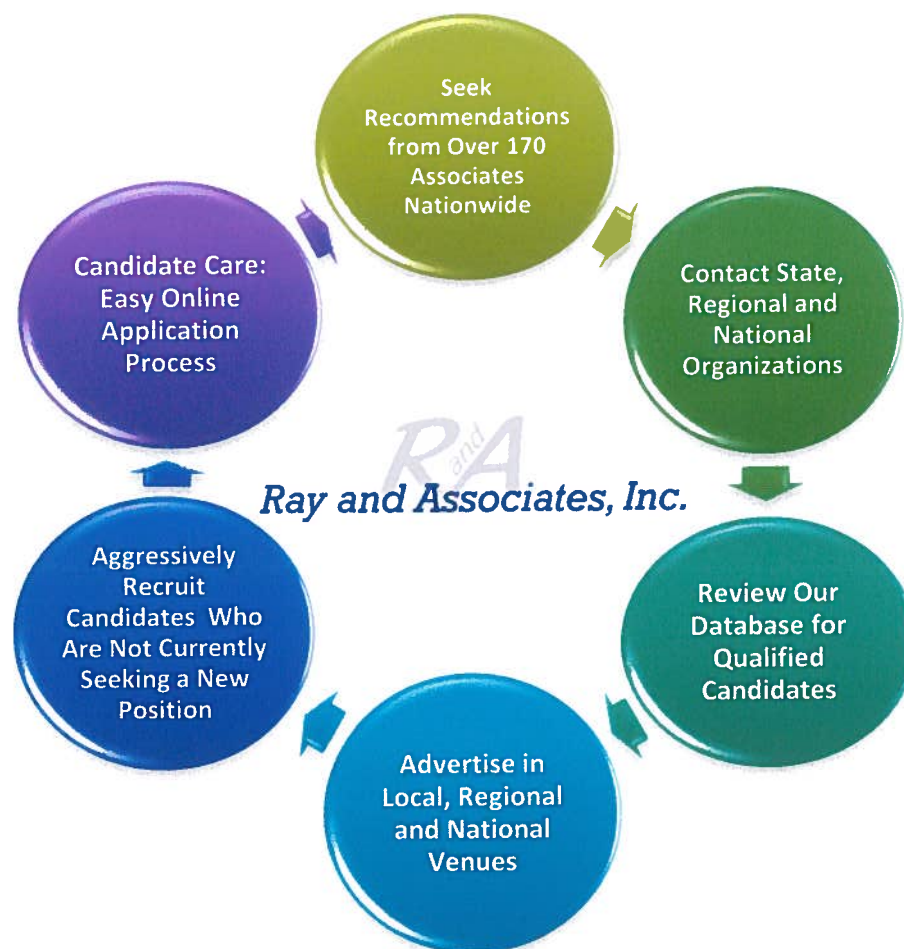 Seek
Recommendations
from Over 170
Associates
Nationwide
Contact State,
Regional and
National
Organizations
Review Our
Database for
Qualified
Candidates
Advertise in
Local, Regional
and National
Venues
Aggressively
Recruit
Candidates Who
Are Not Currently
Seeking a New
Position
Candidate Care:
Easy Online
Application
Process
R and A
Ray and Associates, Inc.